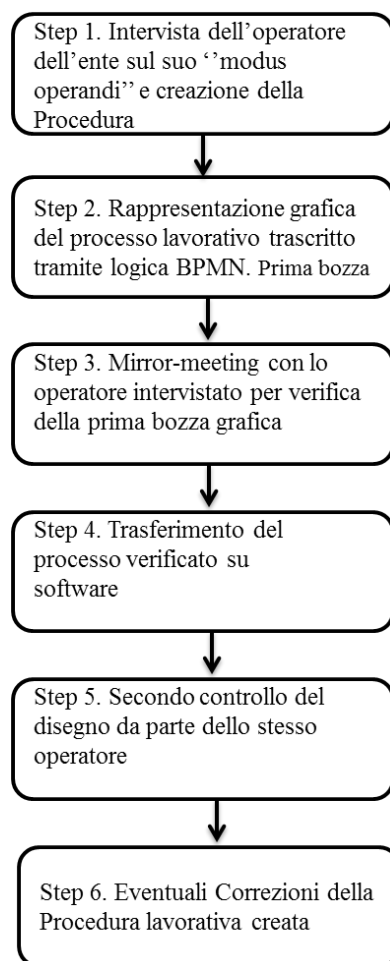 Step 1. Intervista dell’operatore
dell’ente sul suo ‘’modus
operandi’’ e creazione della
Procedura
Step 2. Rappresentazione grafica
del processo lavorativo trascritto
tramite logica BPMN. Prima bozza
Step 3. Mirror-meeting con lo
operatore intervistato per verifica
della prima bozza grafica
Step 4. Trasferimento del
processo verificato su
software
Step 5. Secondo controllo del
disegno da parte dello stesso
operatore
Step 6. Eventuali Correzioni della
Procedura lavorativa creata